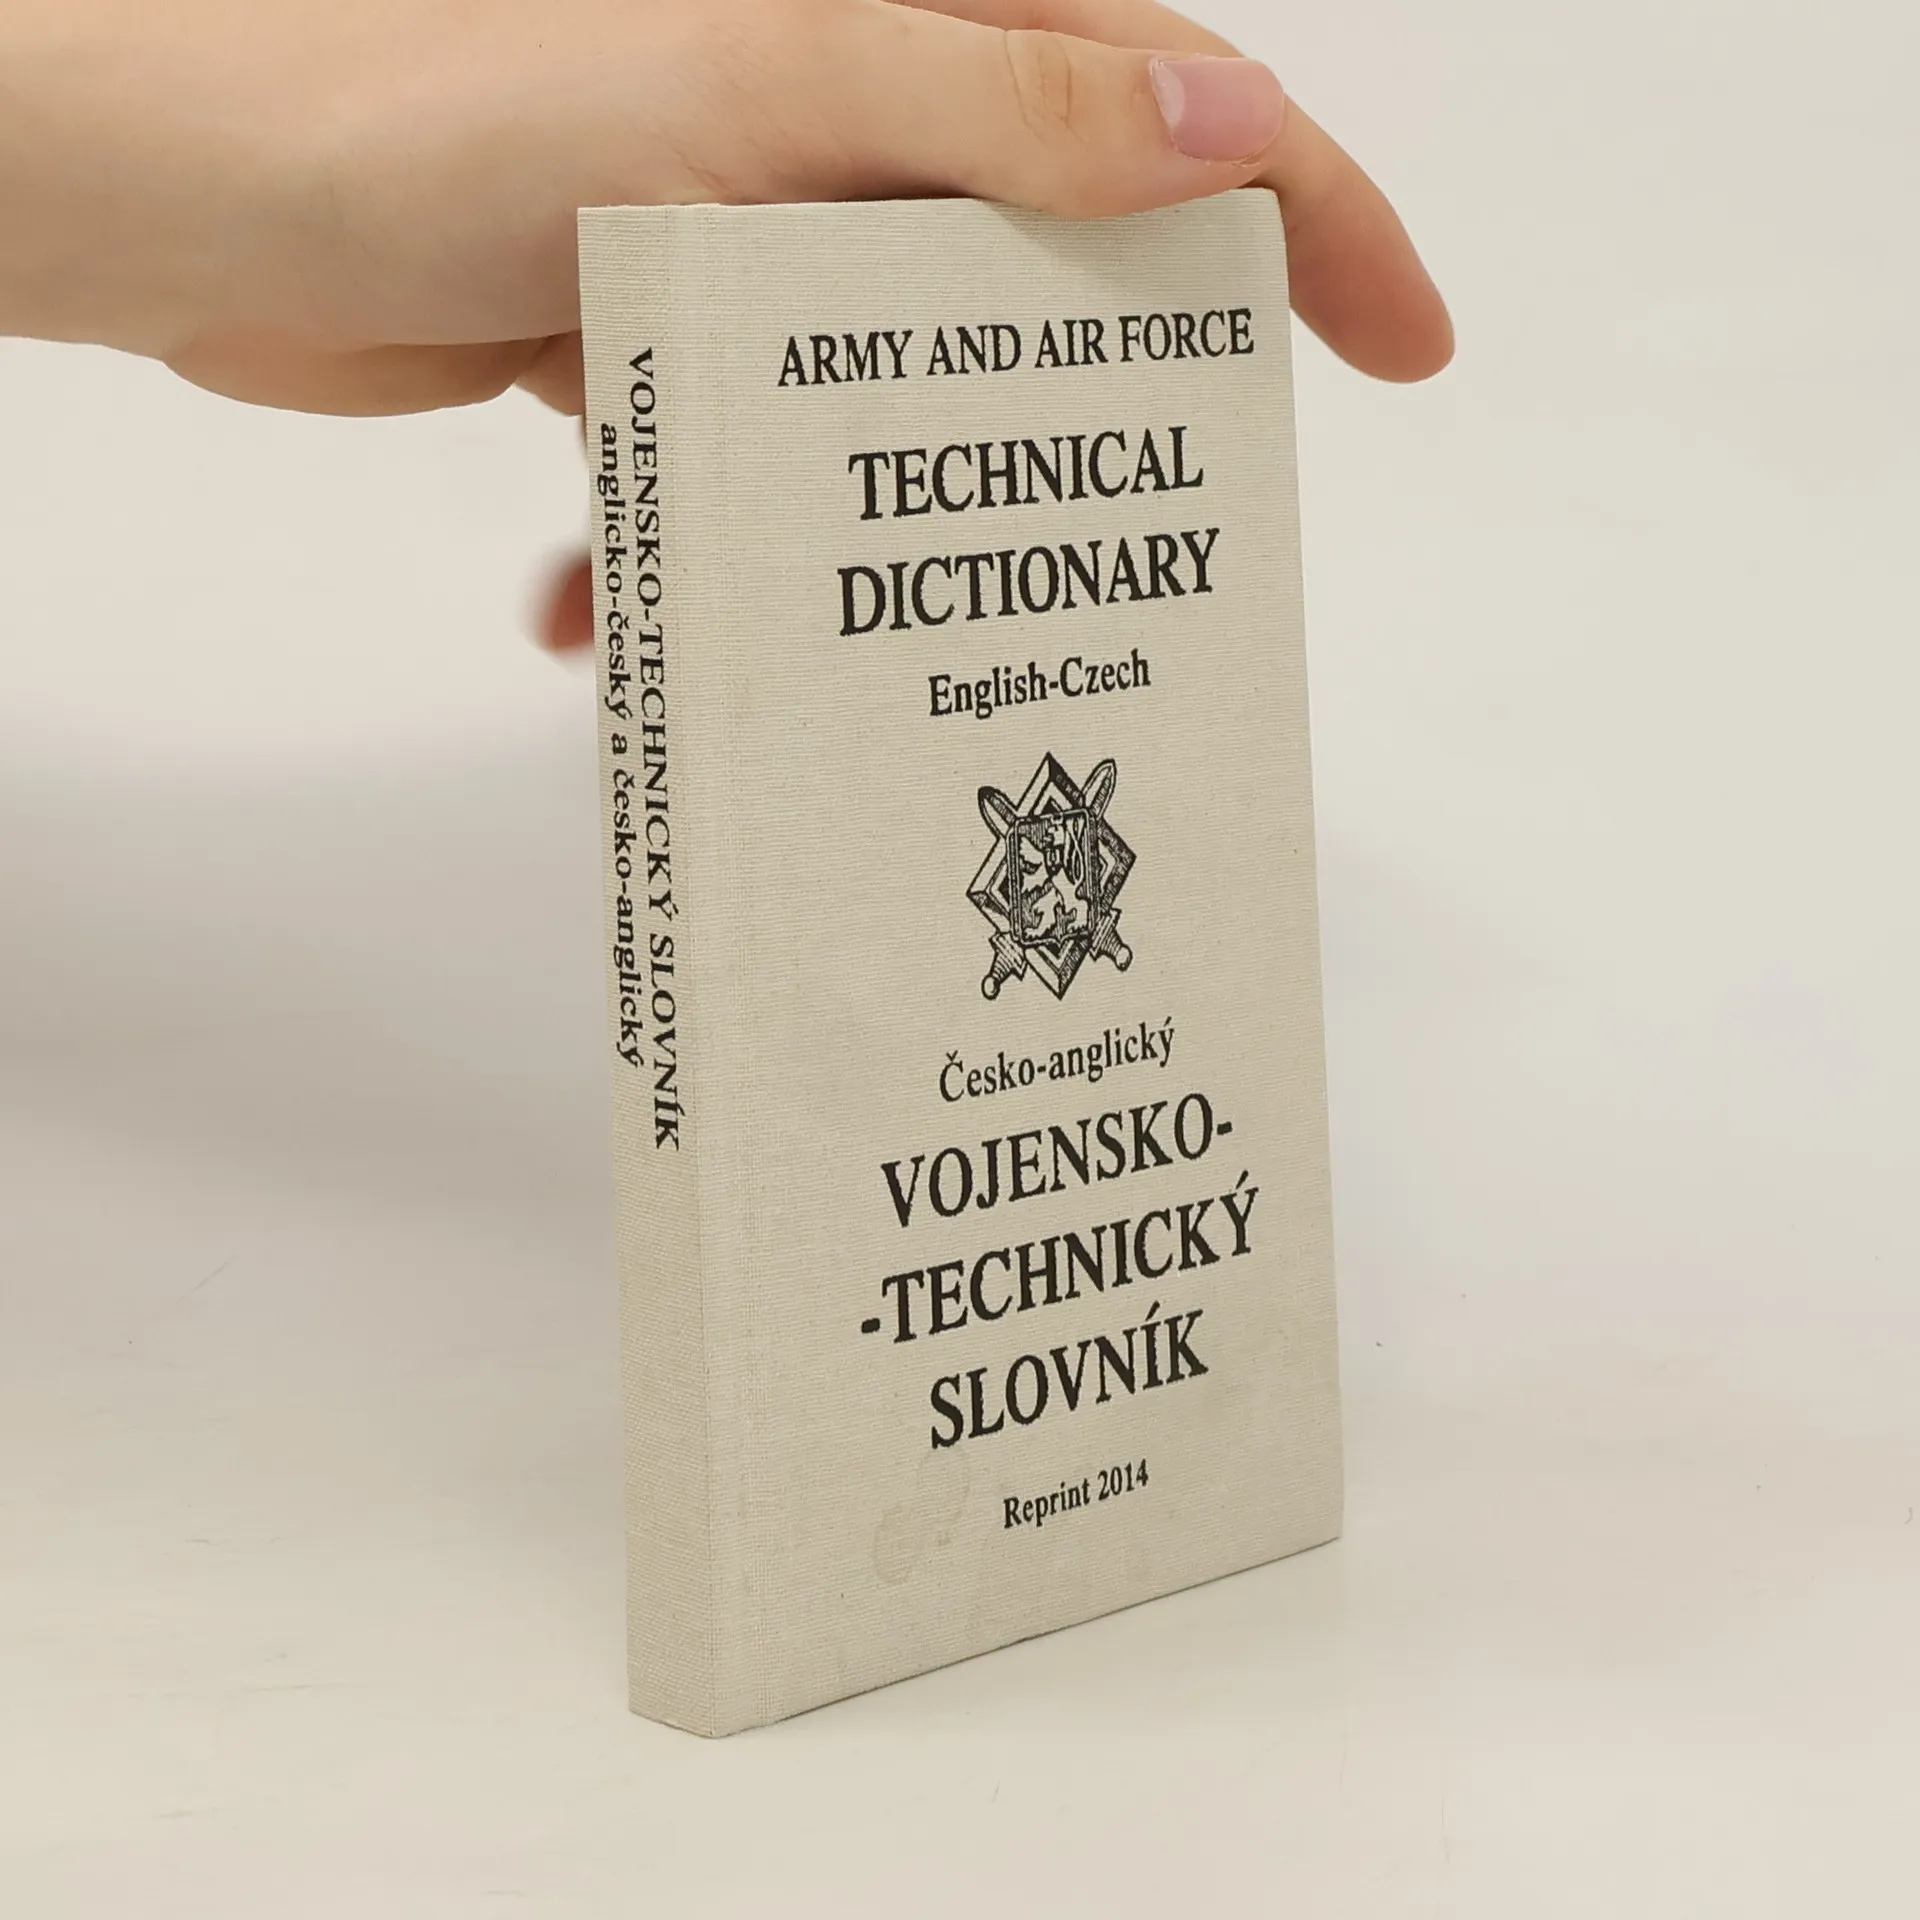 VOJENSKO-TECHNICKÝ SLOVNÍK
anglicko-český a česko-anglický
ARMY AND AIR FORCE
TECHNICAL
DICTIONARY
English-Czech
Česko-anglický
VOJENSKO-
-TECHNICKÝ
SLOVNÍK
Reprint 2014